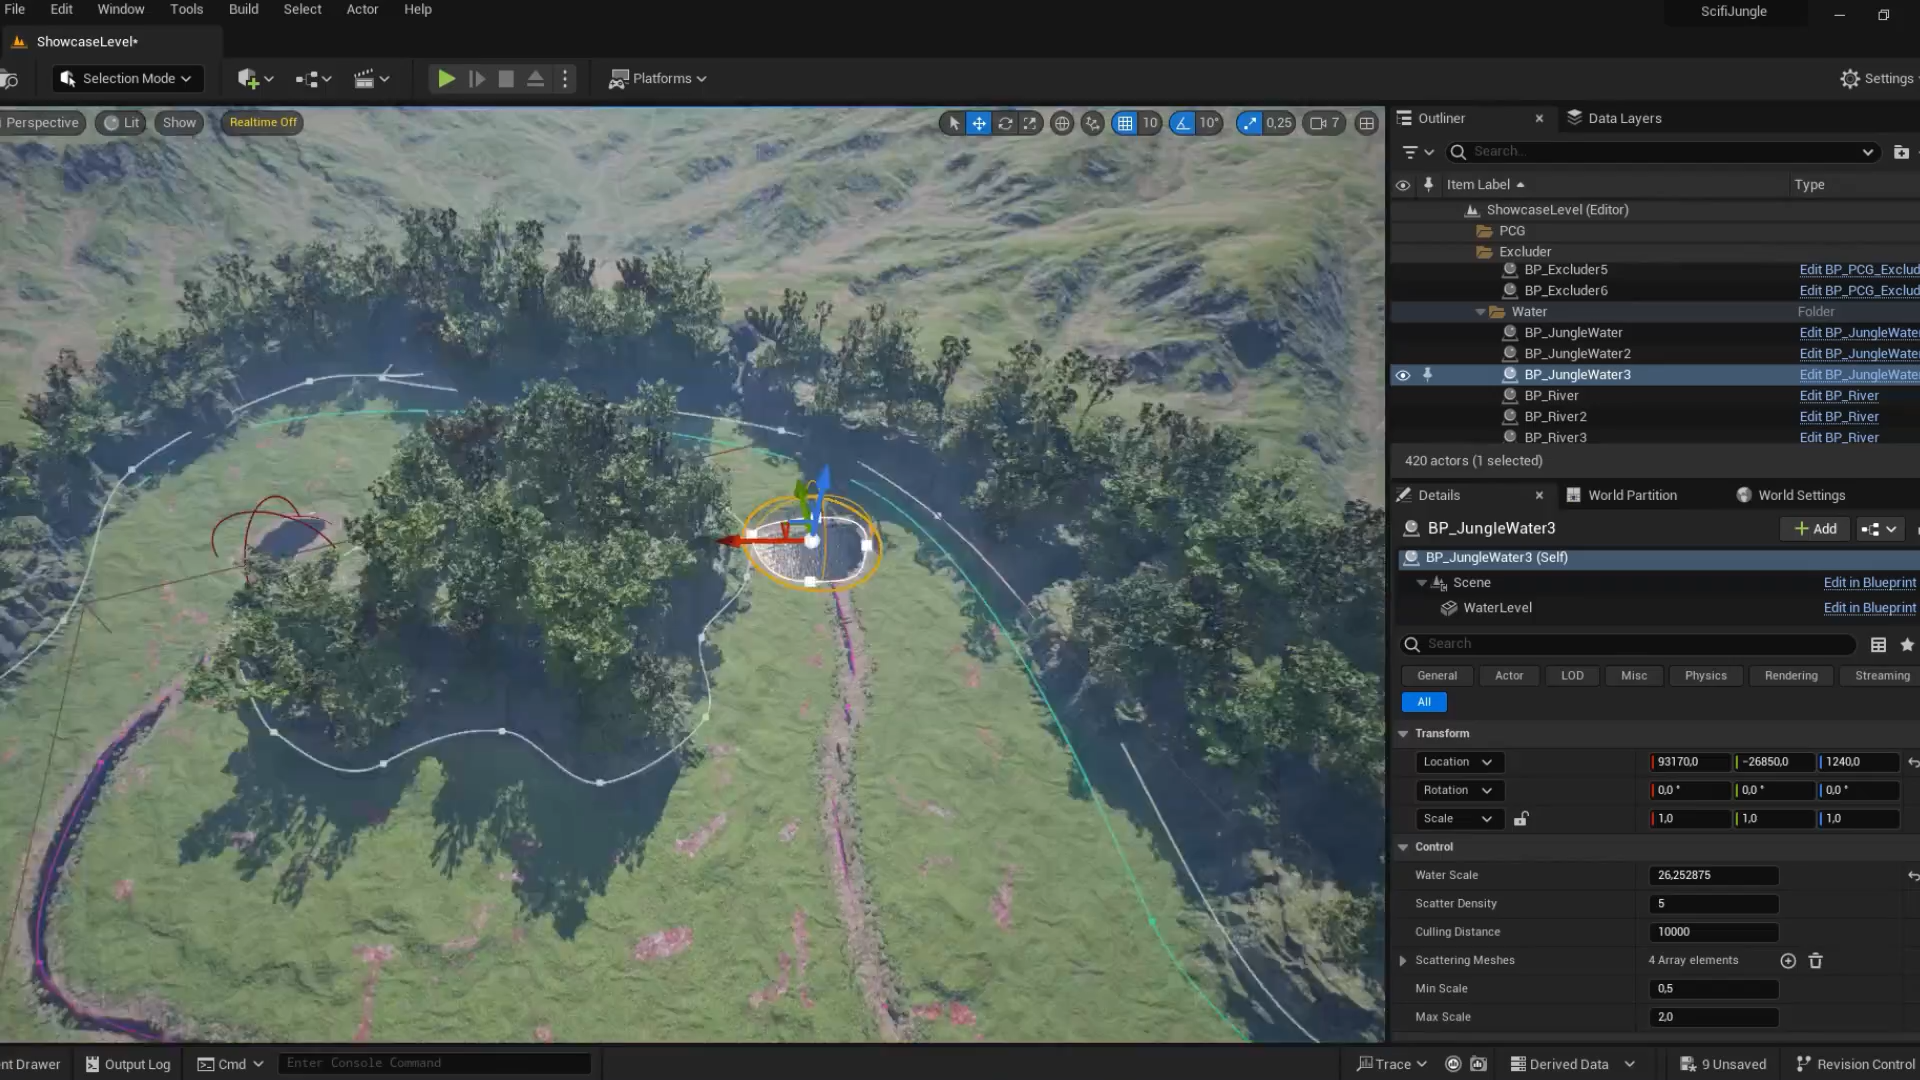 File Edit Window Tools Build Select Actor Help
ScifiJungle
ShowcaseLevel*
Selection Mode
Platforms
Settings
Perspective Lit Show Realtime Off
10 10° 0,25 7
Outliner Data Layers
Search...
Item Label Type
ShowcaseLevel (Editor)
PCG
Excluder
BP_Excluder5 Edit BP_PCG_Exclud
BP_Excluder6 Edit BP_PCG_Exclud
Water Folder
BP_JungleWater Edit BP_JungleWate
BP_JungleWater2 Edit BP_JungleWate
BP_JungleWater3 Edit BP_JungleWate
BP_River Edit BP_River
BP_River2 Edit BP_River
BP_River3 Edit BP_River
420 actors (1 selected)
Details World Partition World Settings
BP_JungleWater3 Add
BP_JungleWater3 (Self)
Scene Edit in Blueprint
WaterLevel Edit in Blueprint
Search
General Actor LOD Misc Physics Rendering Streaming
All
Transform
Location 93170,0 -26850,0 1240,0
Rotation 0,0 ° 0,0 ° 0,0 °
Scale 1,0 1,0 1,0
Control
Water Scale 26,252875
Scatter Density 5
Culling Distance 10000
Scattering Meshes 4 Array elements
Min Scale 0,5
Max Scale 2,0
nt Drawer Output Log Cmd Enter Console Command
Trace Derived Data 9 Unsaved Revision Control